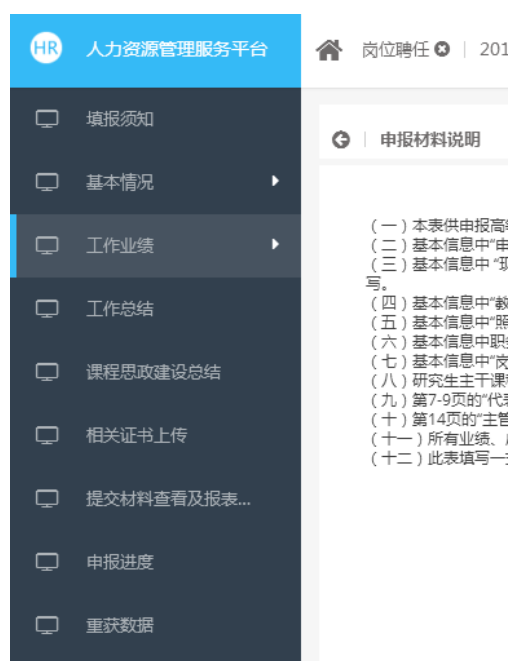 HR 人力资源管理服务平台
岗位聘任 201
填报须知
基本情况
工作业绩
工作总结
课程思政建设总结
相关证书上传
提交材料查看及报表...
申报进度
重获数据
申报材料说明
（一）本表供申报高
（二）基本信息中“申
（三）基本信息中 “现
写。
（四）基本信息中“教
（五）基本信息中“照
（六）基本信息中职
（七）基本信息中“岗
（八）研究生主干课
（九）第7-9页的“代表
（十）第14页的“主管
（十一）所有业绩、
（十二）此表填写一